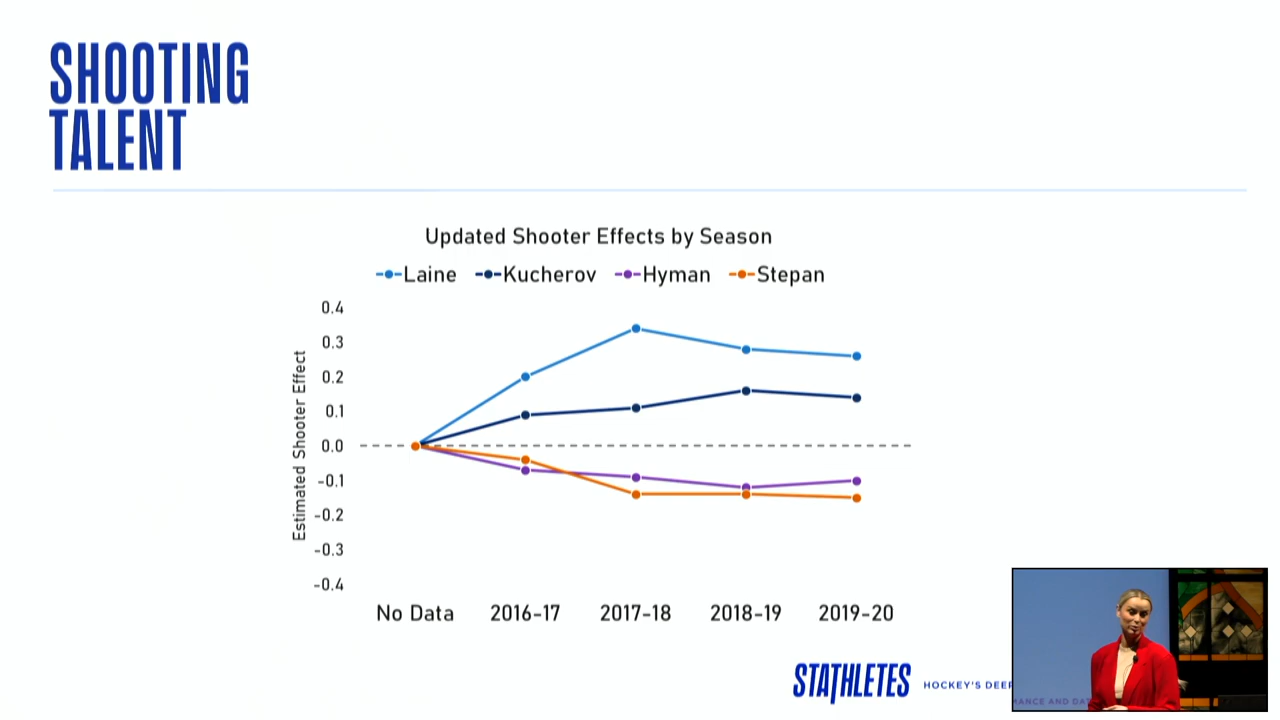 SHOOTING
TALENT
Updated Shooter Effects by Season
Laine Kucherov Hyman Stepan
Estimated Shooter Effect
0.4
0.3
0.2
0.1
0.0
-0.1
-0.2
-0.3
-0.4
No Data 2016-17 2017-18 2018-19 2019-20
STATHLETES
HOCKEY'S
MANCE AND